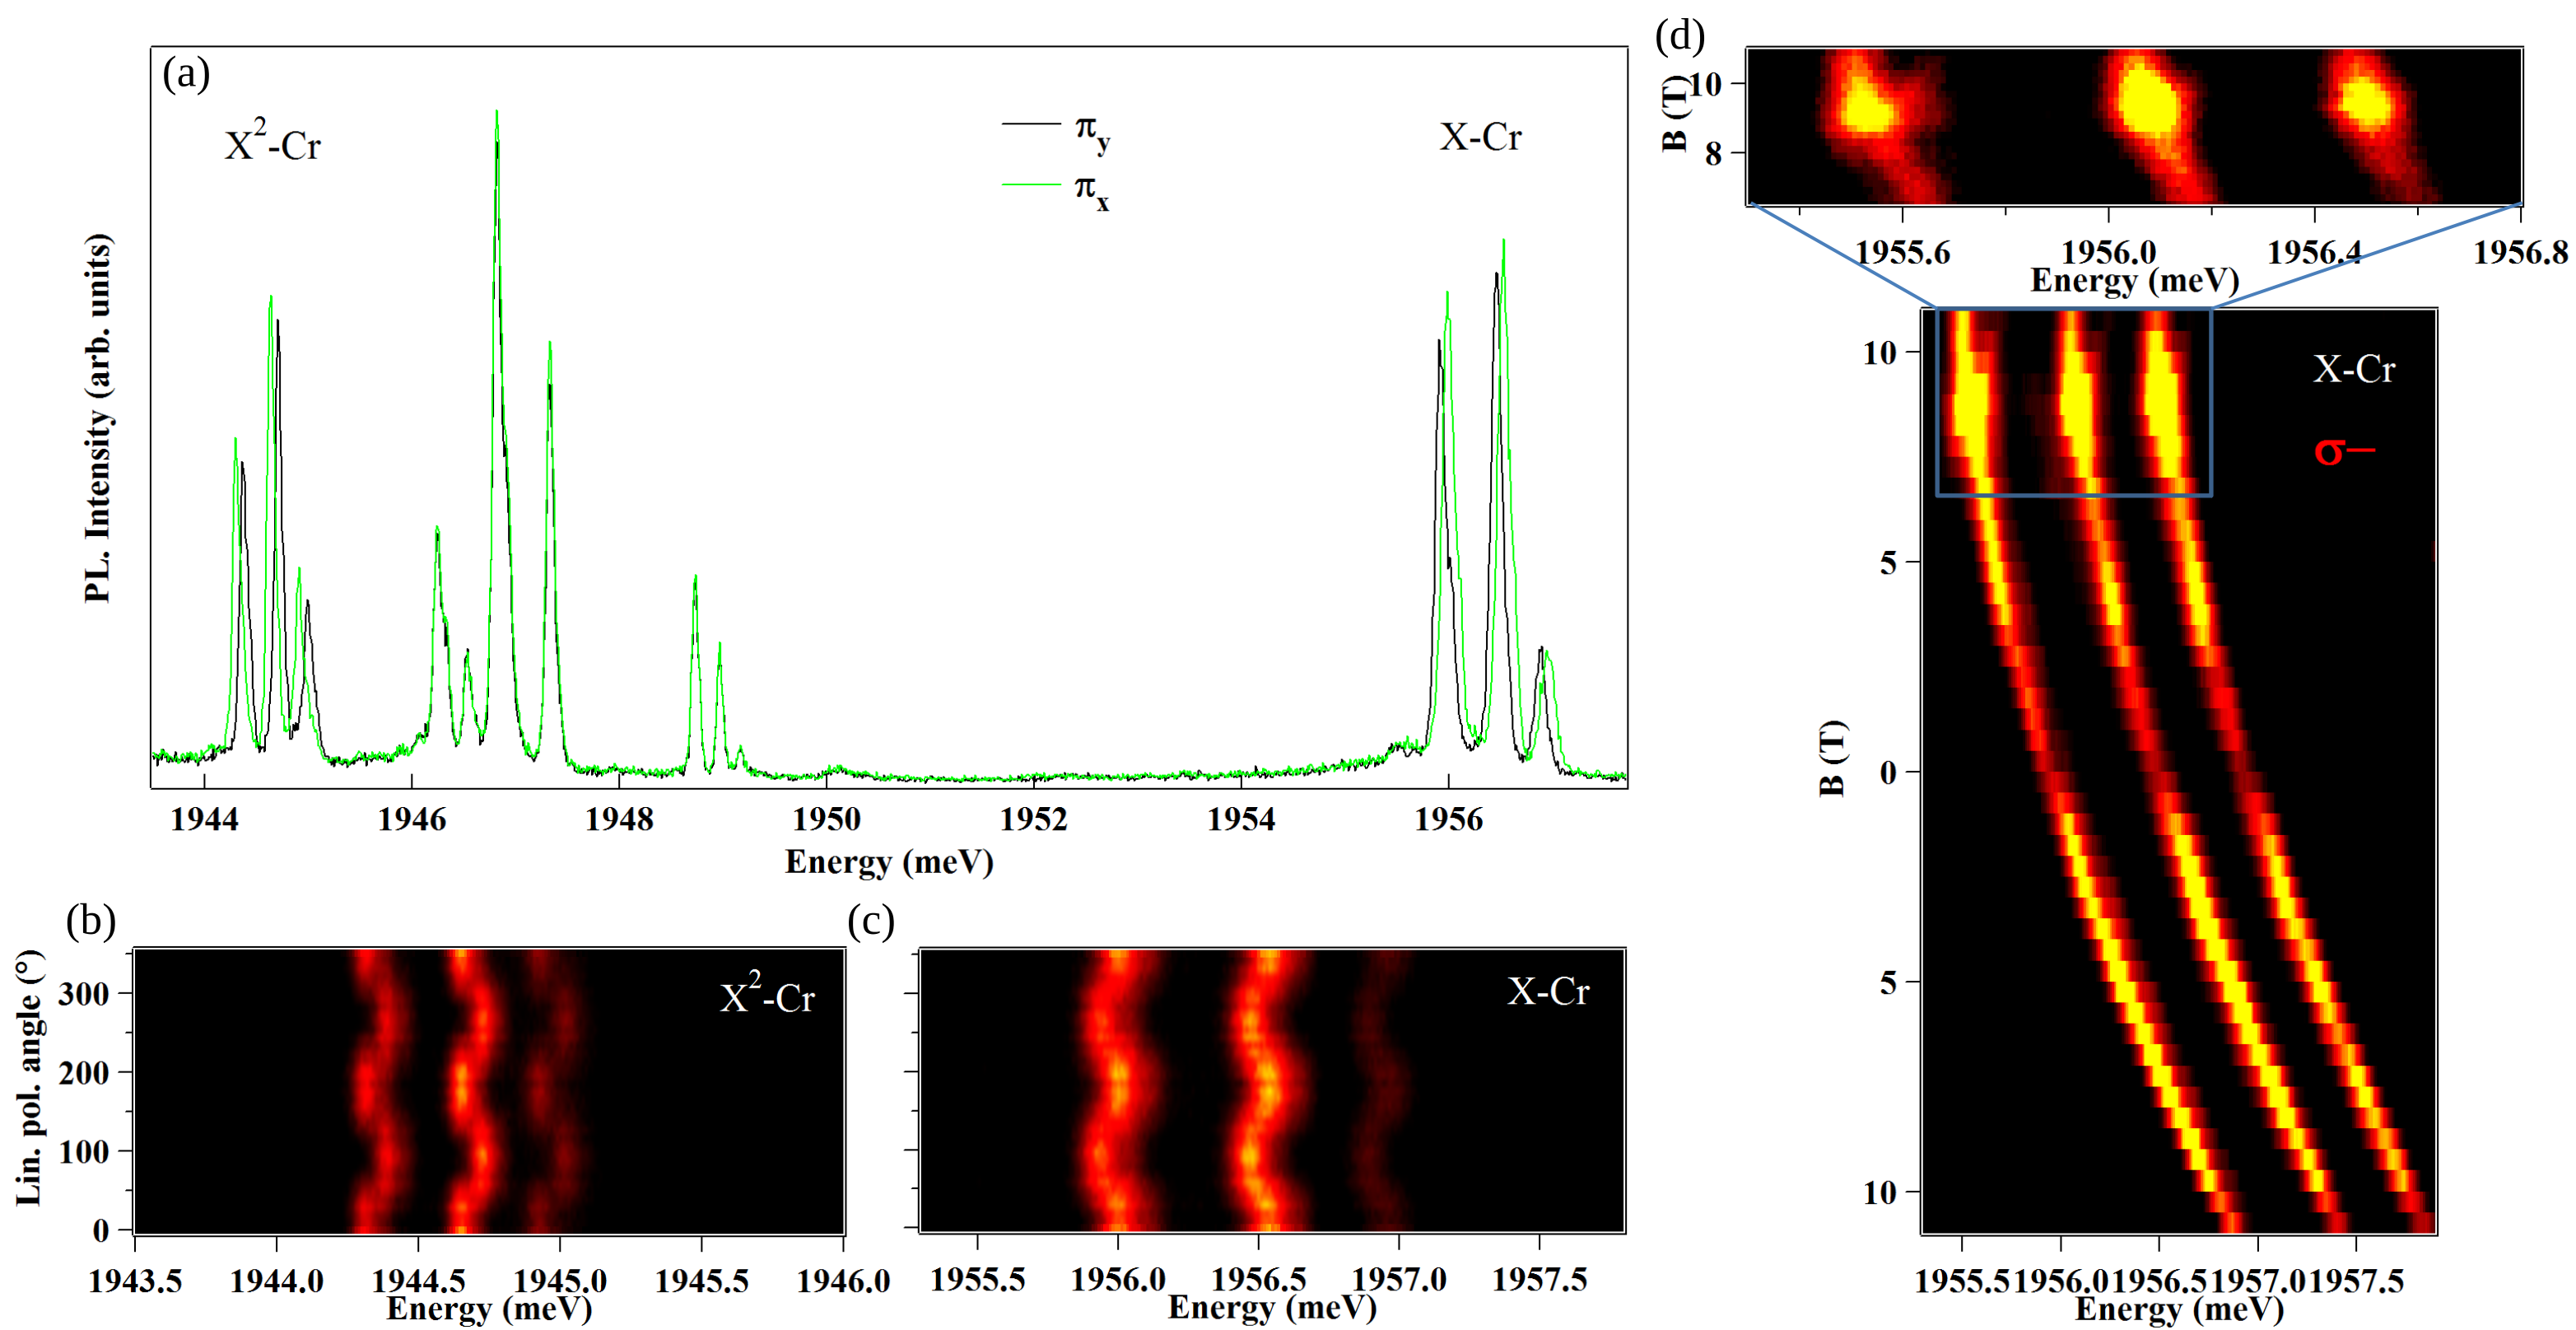 (a)
X2-Cr
πy
πx
X-Cr
PL. Intensity (arb. units)
1944 1946 1948 1950 1952 1954 1956
Energy (meV)
(b)
X2-Cr
Lin. pol. angle (°)
300
200
100
0
1943.5 1944.0 1944.5 1945.0 1945.5 1946.0
Energy (meV)
(c)
X-Cr
1955.5 1956.0 1956.5 1957.0 1957.5
Energy (meV)
(d)
B (T)
10
8
1955.6 1956.0 1956.4 1956.8
Energy (meV)
X-Cr
σ−
B (T)
10
5
0
5
10
1955.5 1956.0 1956.5 1957.0 1957.5
Energy (meV)